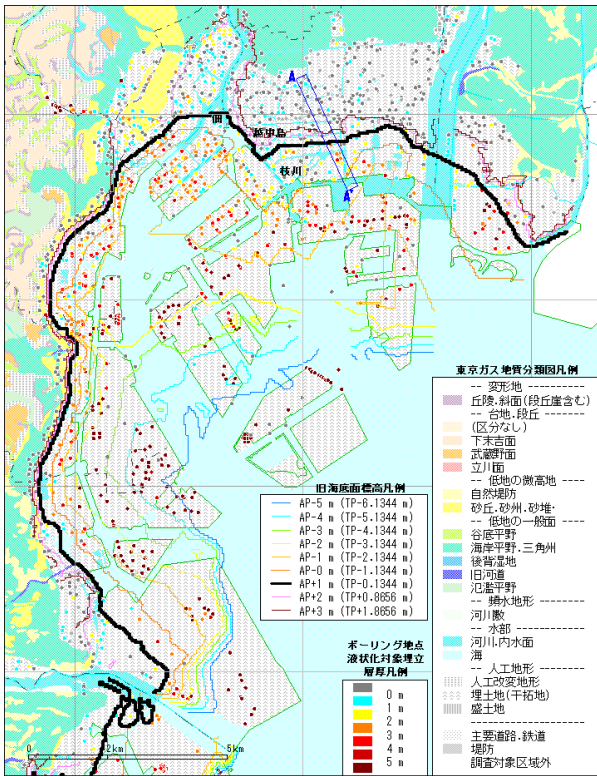 A
佃
越中島
枝川
A'
東京ガス地質分類図凡例
-- 変形地 ----------
丘陵.斜面(段丘崖含む)
-- 台地.段丘 -------
(区分なし)
下末吉面
武蔵野面
立川面
-- 低地の微高地 ----
自然堤防
砂丘.砂州.砂堆・
-- 低地の一般面 ----
谷底平野
海岸平野.三角州
後背湿地
旧河道
氾濫平野
-- 頻水地形 --------
河川敷
-- 水部 ------------
河川.内水面
海
-- 人工地形 --------
人工改変地形
埋土地(干拓地)
盛土地
--------------------
主要道路.鉄道
堤防
調査対象区域外
旧海底面標高凡例
AP-5 m (TP-6.1344 m)
AP-4 m (TP-5.1344 m)
AP-3 m (TP-4.1344 m)
AP-2 m (TP-3.1344 m)
AP-1 m (TP-2.1344 m)
AP-0 m (TP-1.1344 m)
AP+1 m (TP-0.1344 m)
AP+2 m (TP+0.8656 m)
AP+3 m (TP+1.8656 m)
ボーリング地点
液状化対象埋立
層厚凡例
0 m
1 m
2 m
3 m
4 m
5 m
0 2km 5km